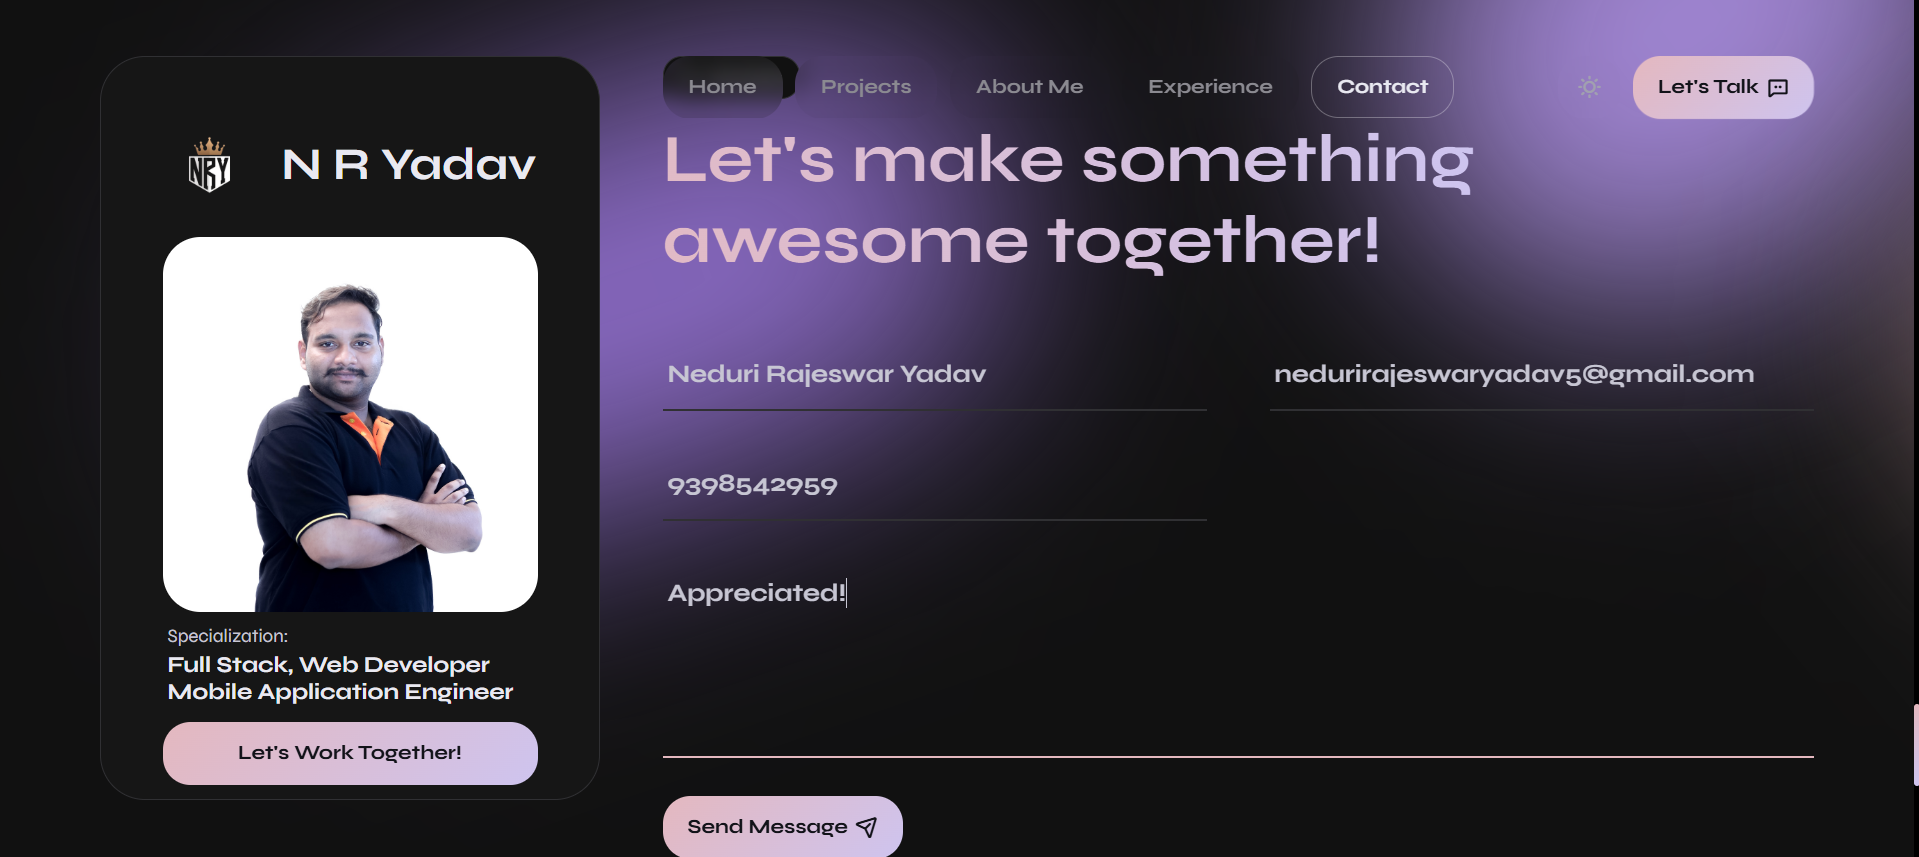 NRY
N R Yadav
Specialization:
Full Stack, Web Developer
Mobile Application Engineer
Let's Work Together!
Home
Projects
About Me
Experience
Contact
Let's Talk
Let's make something
awesome together!
Neduri Rajeswar Yadav
nedurirajeswaryadav5@gmail.com
9398542959
Appreciated!
Send Message